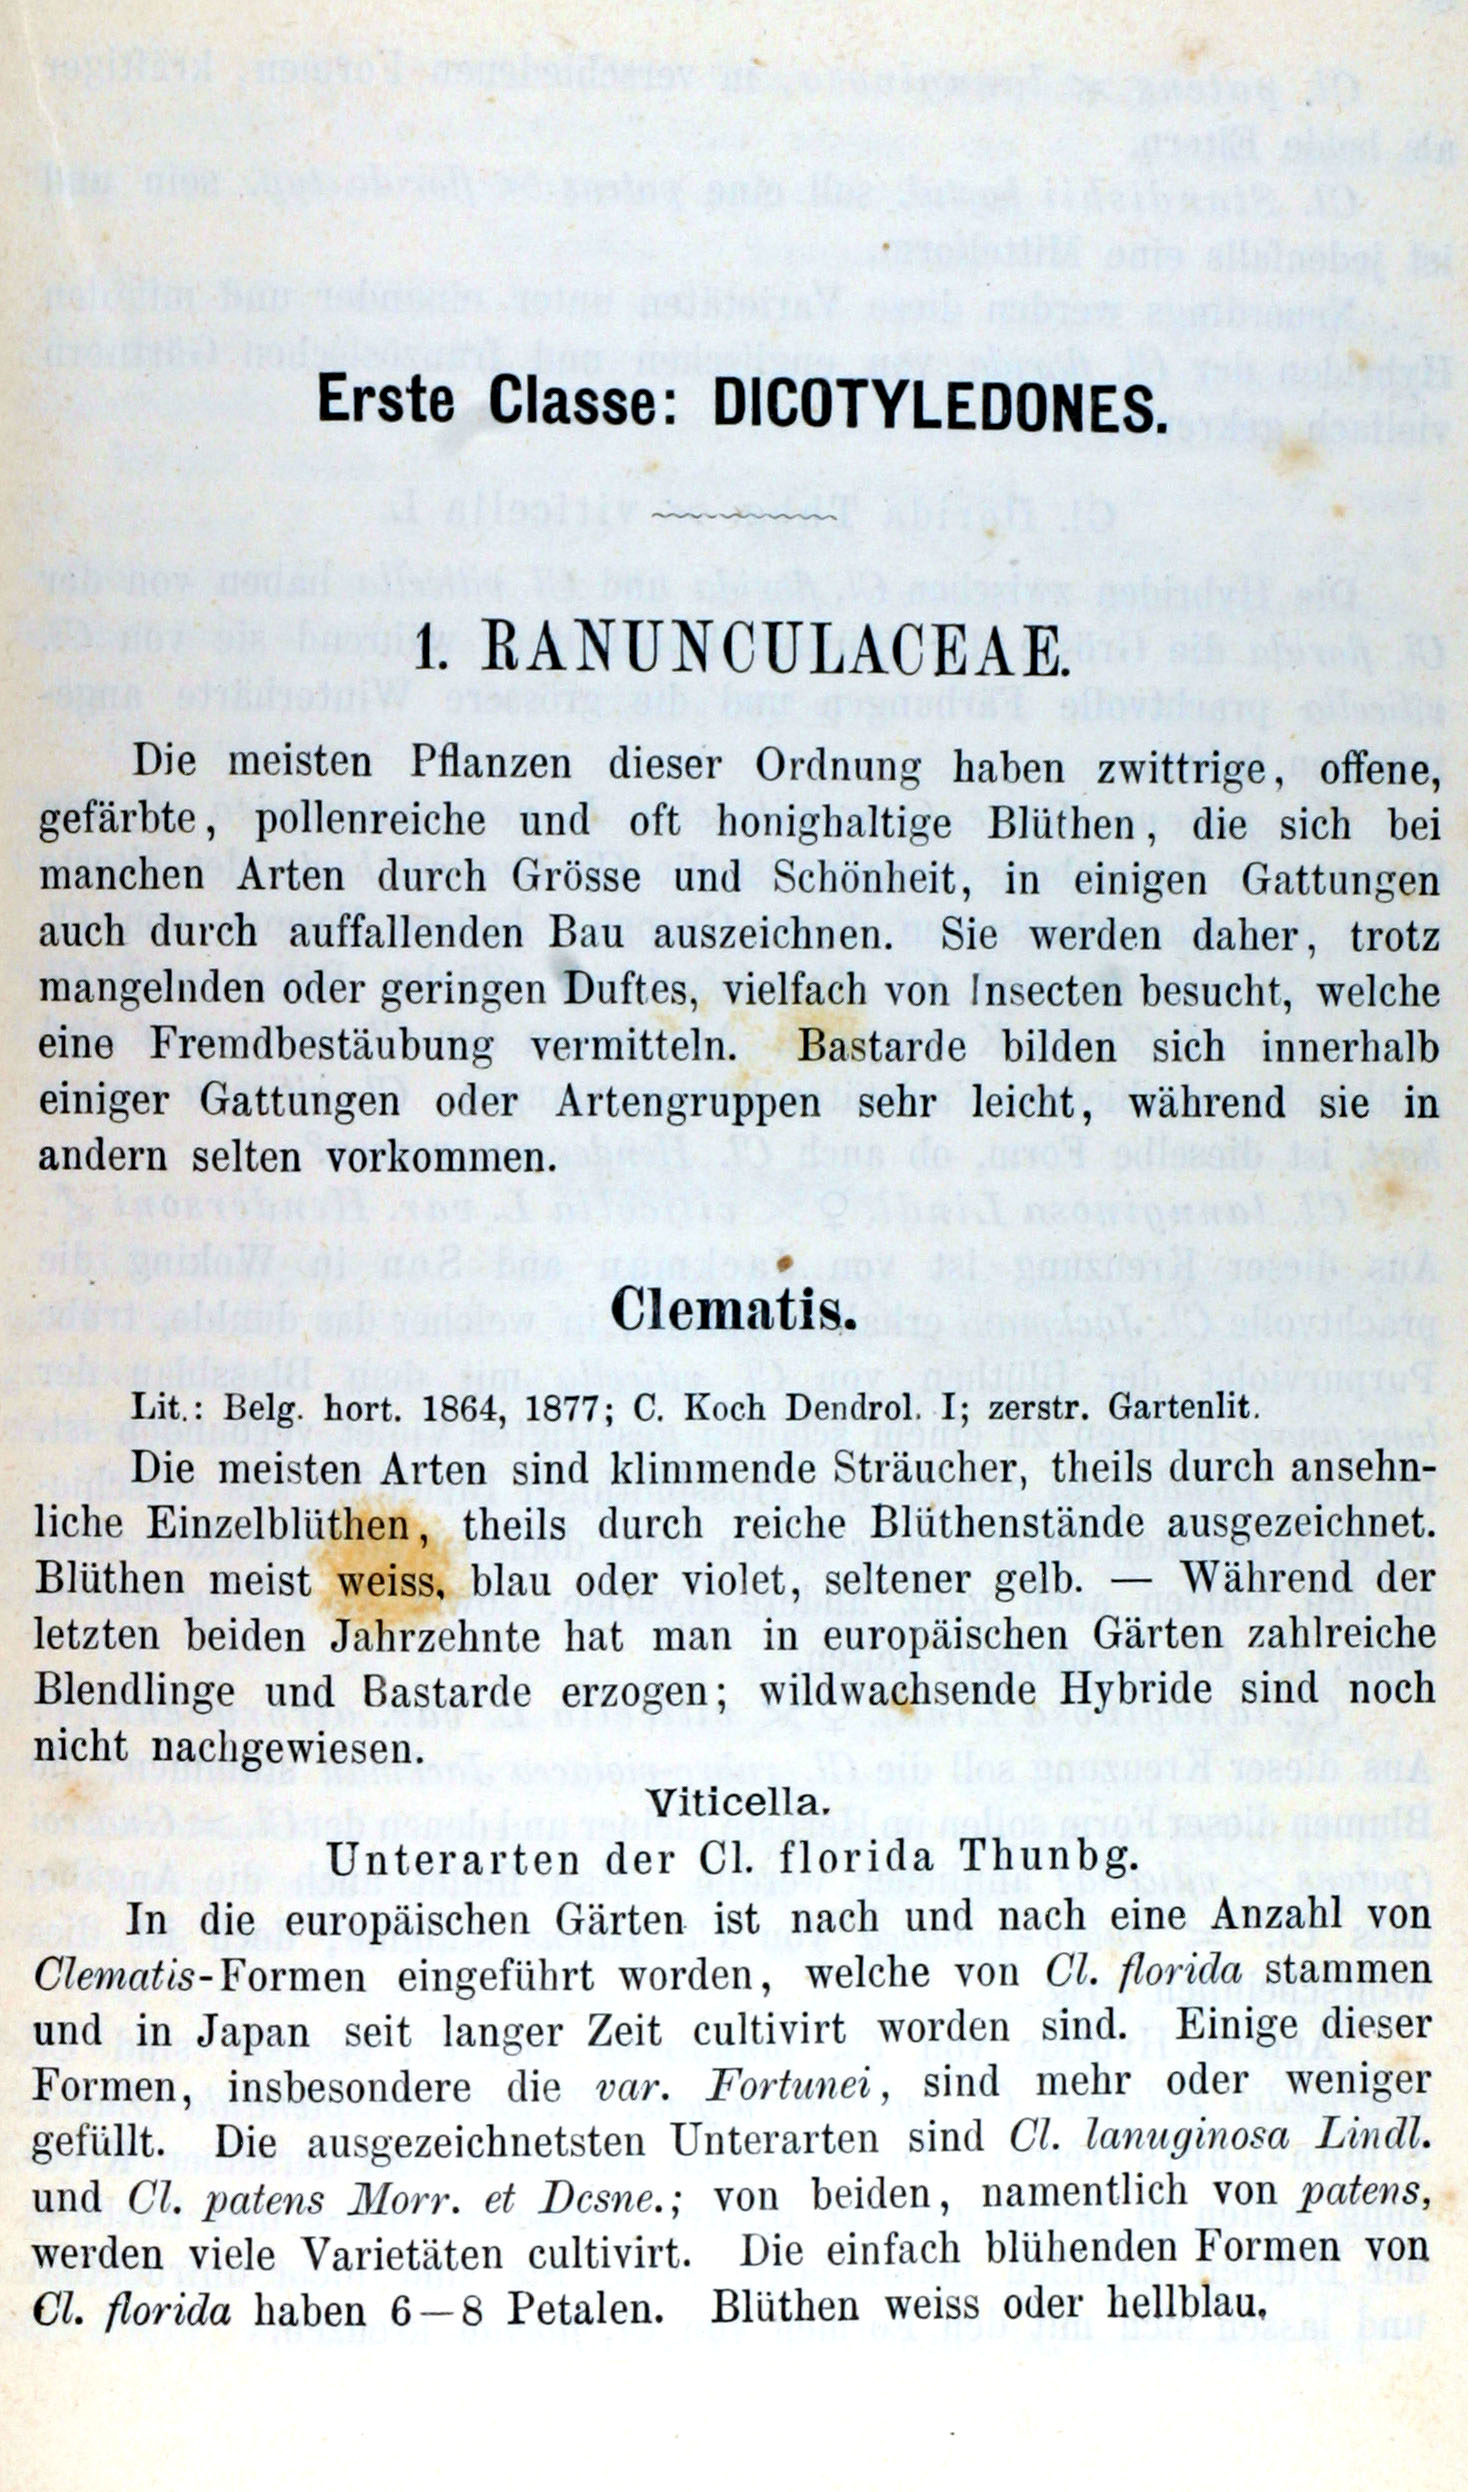 Erste Classe: DICOTYLEDONES.
1. RANUNCULACEAE.
Die meisten Pflanzen dieser Ordnung haben zwittrige, offene,
gefärbte, pollenreiche und oft honighaltige Blüthen, die sich bei
manchen Arten durch Grösse und Schönheit, in einigen Gattungen
auch durch auffallenden Bau auszeichnen. Sie werden daher, trotz
mangelnden oder geringen Duftes, vielfach von Insecten besucht, welche
eine Fremdbestäubung vermitteln. Bastarde bilden sich innerhalb
einiger Gattungen oder Artengruppen sehr leicht, während sie in
andern selten vorkommen.
Clematis.
Lit.: Belg. hort. 1864, 1877; C. Koch Dendrol. I; zerstr. Gartenlit.
Die meisten Arten sind klimmende Sträucher, theils durch ansehn-
liche Einzelblüthen, theils durch reiche Blüthenstände ausgezeichnet.
Blüthen meist weiss, blau oder violet, seltener gelb. — Während der
letzten beiden Jahrzehnte hat man in europäischen Gärten zahlreiche
Blendlinge und Bastarde erzogen; wildwachsende Hybride sind noch
nicht nachgewiesen.
Viticella.
Unterarten der Cl. florida Thunbg.
In die europäischen Gärten ist nach und nach eine Anzahl von
Clematis-Formen eingeführt worden, welche von Cl. florida stammen
und in Japan seit langer Zeit cultivirt worden sind. Einige dieser
Formen, insbesondere die var. Fortunei, sind mehr oder weniger
gefüllt. Die ausgezeichnetsten Unterarten sind Cl. lanuginosa Lindl.
und Cl. patens Morr. et Dcsne.; von beiden, namentlich von patens,
werden viele Varietäten cultivirt. Die einfach blühenden Formen von
Cl. florida haben 6—8 Petalen. Blüthen weiss oder hellblau.